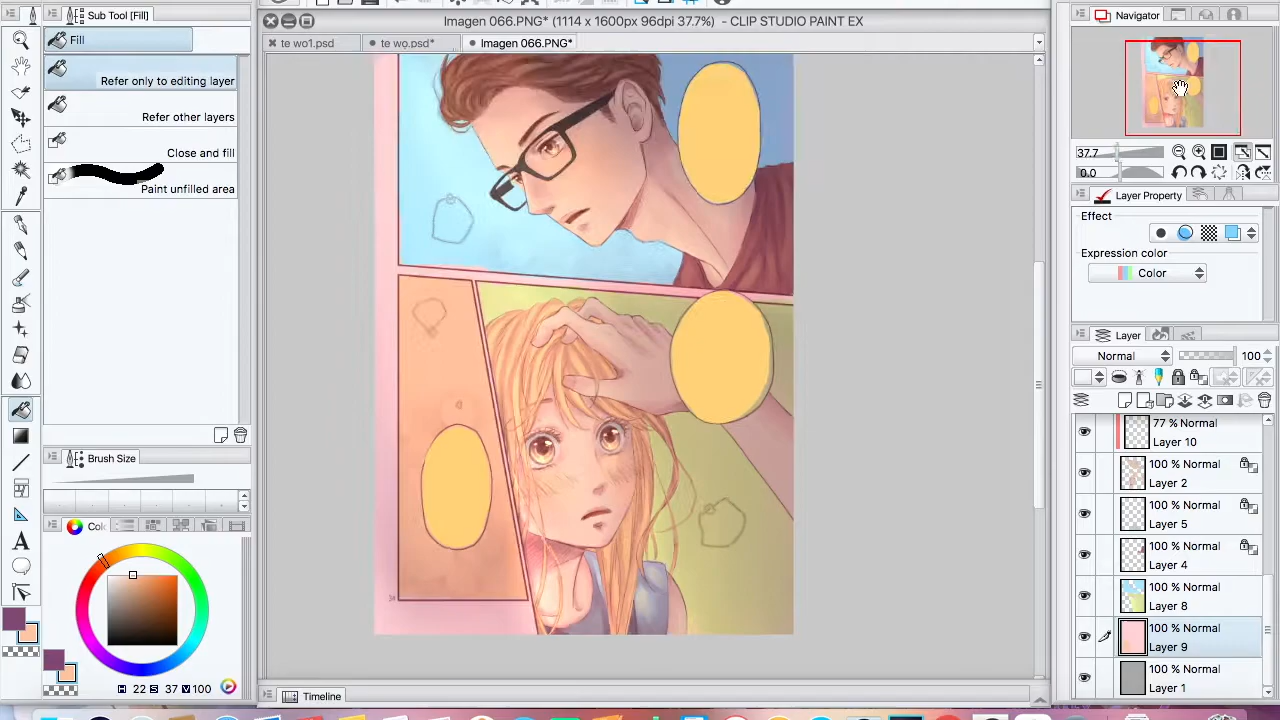 Sub Tool [Fill]
Imagen 066.PNG* (1114 x 1600px 96dpi 37.7%) - CLIP STUDIO PAINT EX
Navigator
Fill
te wo1.psd
te wo.psd*
Imagen 066.PNG*
Refer only to editing layer
Refer other layers
Close and fill
Paint unfilled area
37.7
0.0
Layer Property
Effect
Expression color
Color
Layer
Normal
100
77 % Normal
Layer 10
100 % Normal
Layer 2
100 % Normal
Layer 5
100 % Normal
Layer 4
100 % Normal
Layer 8
100 % Normal
Layer 9
100 % Normal
Layer 1
Brush Size
Col
34
H 22 S 37 V 100
Timeline
A